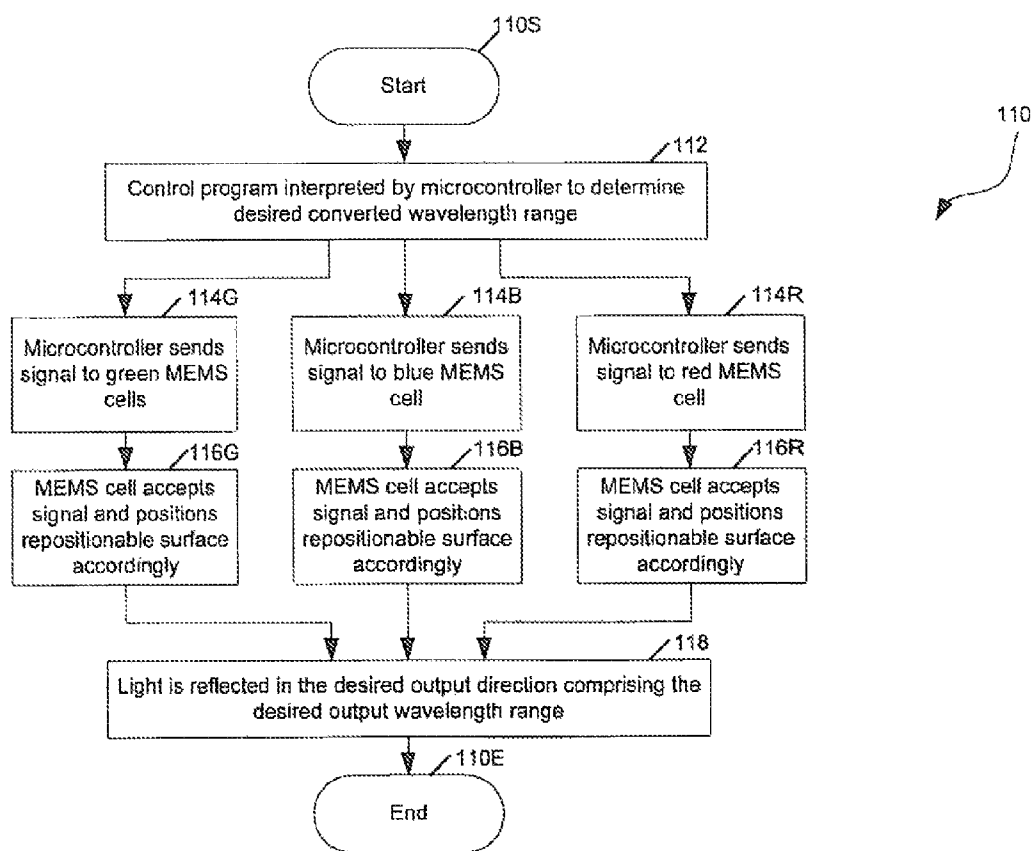 110S
Start
110
112
Control program interpreted by microcontroller to determine
desired converted wavelength range
114G
Microcontroller sends
signal to green MEMS
cells
114B
Microcontroller sends
signal to blue MEMS
cell
114R
Microcontroller sends
signal to red MEMS
cell
116G
MEMS cell accepts
signal and positions
repositionable surface
accordingly
116B
MEMS cell accepts
signal and positions
repositionable surface
accordingly
116R
MEMS cell accepts
signal and positions
repositionable surface
accordingly
118
Light is reflected in the desired output direction comprising the
desired output wavelength range
110E
End